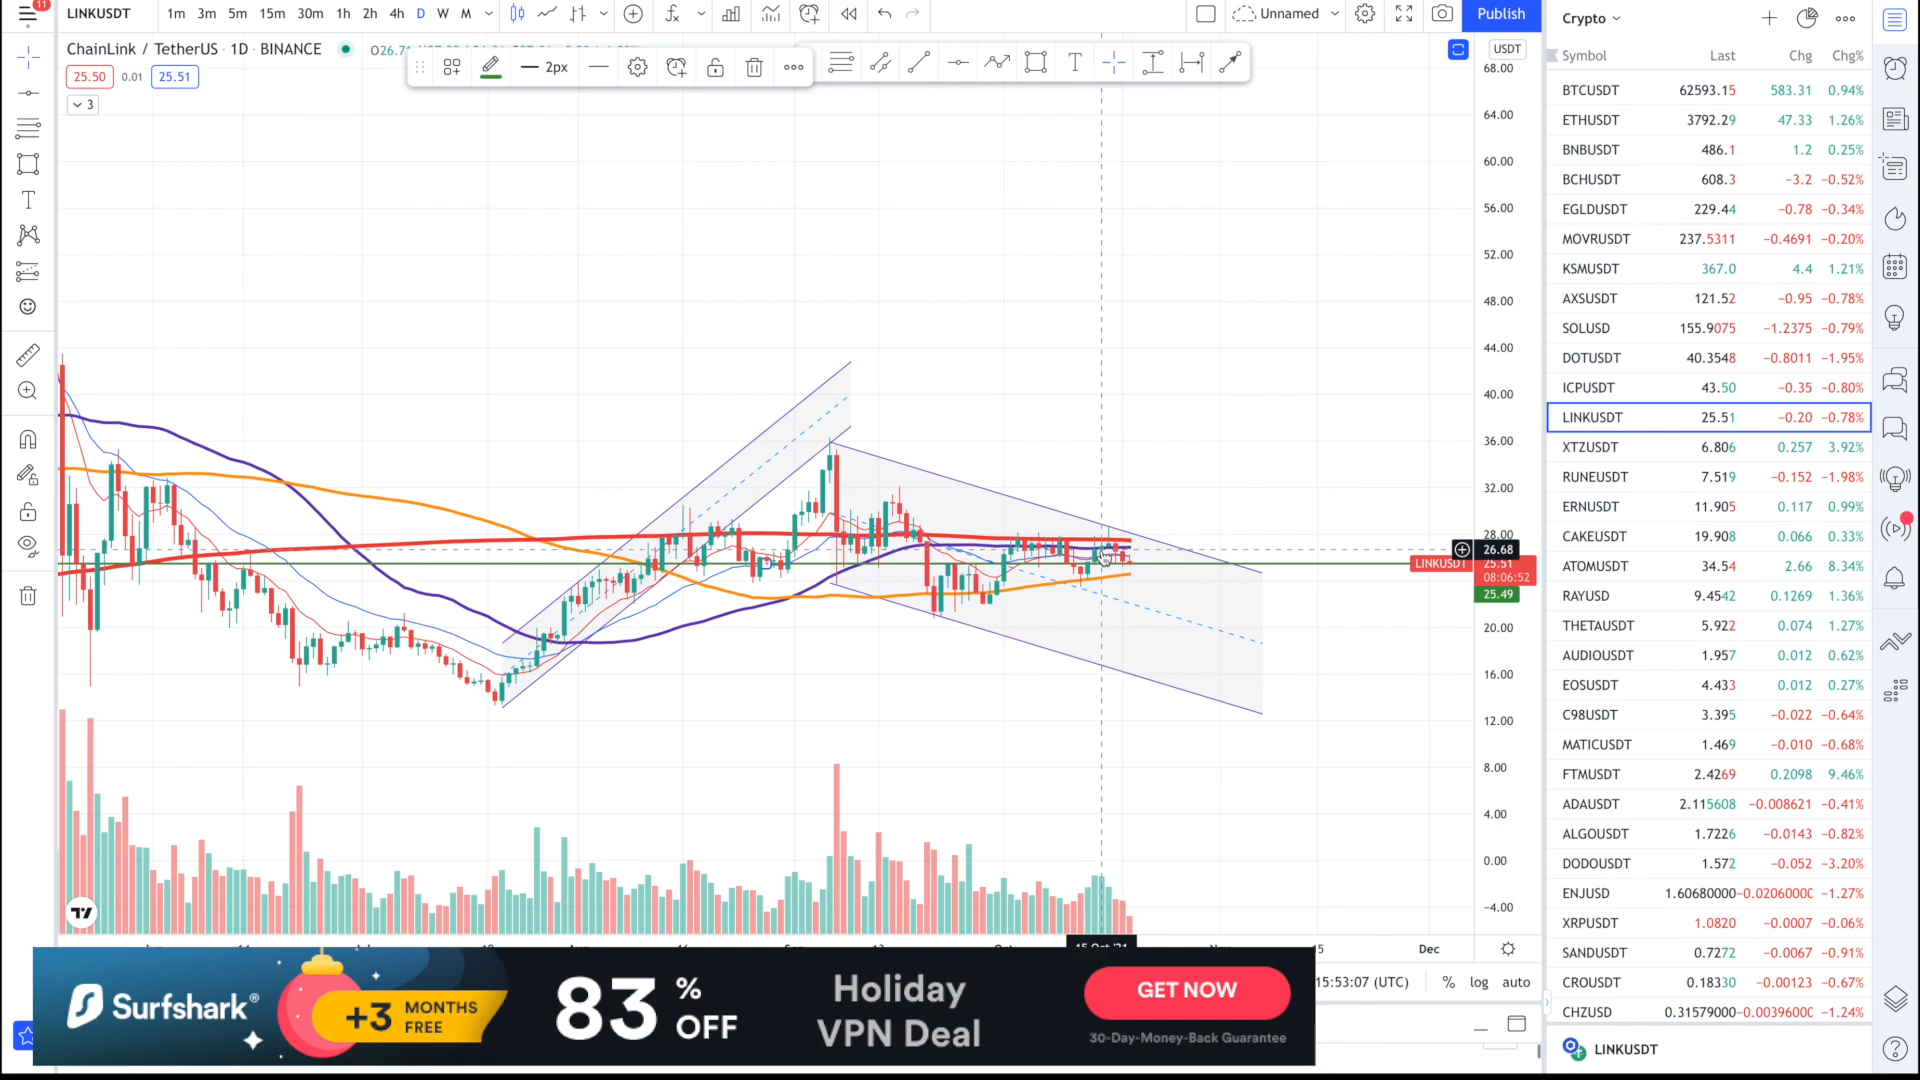 11
LINKUSDT
1m 3m 5m 15m 30m 1h 2h 4h D W M
Unnamed
Publish
ChainLink / TetherUS · 1D · BINANCE
25.50 0.01 25.51
3
2px
T
USDT
68.00
64.00
60.00
56.00
52.00
48.00
44.00
40.00
36.00
32.00
28.00
26.68
LINKUSDT 25.51
08:06:52
25.49
20.00
16.00
12.00
8.00
4.00
0.00
−4.00
Dec
15:53:07 (UTC) % log auto
Crypto
Symbol Last Chg Chg%
BTCUSDT 62593.15 583.31 0.94%
ETHUSDT 3792.29 47.33 1.26%
BNBUSDT 486.1 1.2 0.25%
BCHUSDT 608.3 −3.2 −0.52%
EGLDUSDT 229.44 −0.78 −0.34%
MOVRUSDT 237.5311 −0.4691 −0.20%
KSMUSDT 367.0 4.4 1.21%
AXSUSDT 121.52 −0.95 −0.78%
SOLUSD 155.9075 −1.2375 −0.79%
DOTUSDT 40.3548 −0.8011 −1.95%
ICPUSDT 43.50 −0.35 −0.80%
LINKUSDT 25.51 −0.20 −0.78%
XTZUSDT 6.806 0.257 3.92%
RUNEUSDT 7.519 −0.152 −1.98%
ERNUSDT 11.905 0.117 0.99%
CAKEUSDT 19.908 0.066 0.33%
ATOMUSDT 34.54 2.66 8.34%
RAYUSD 9.4542 0.1269 1.36%
THETAUSDT 5.922 0.074 1.27%
AUDIOUSDT 1.957 0.012 0.62%
EOSUSDT 4.433 0.012 0.27%
C98USDT 3.395 −0.022 −0.64%
MATICUSDT 1.469 −0.010 −0.68%
FTMUSDT 2.4269 0.2098 9.46%
ADAUSDT 2.115608 −0.008621 −0.41%
ALGOUSDT 1.7226 −0.0143 −0.82%
DODOUSDT 1.572 −0.052 −3.20%
ENJUSD 1.60680000 −0.0206000C −1.27%
XRPUSDT 1.0820 −0.0007 −0.06%
SANDUSDT 0.7272 −0.0067 −0.91%
CROUSDT 0.18330 −0.00123 −0.67%
CHZUSD 0.31579000 −0.0039600C −1.24%
LINKUSDT
Surfshark®
+3 MONTHS
FREE
83% OFF
Holiday
VPN Deal
GET NOW
30-Day-Money-Back Guarantee